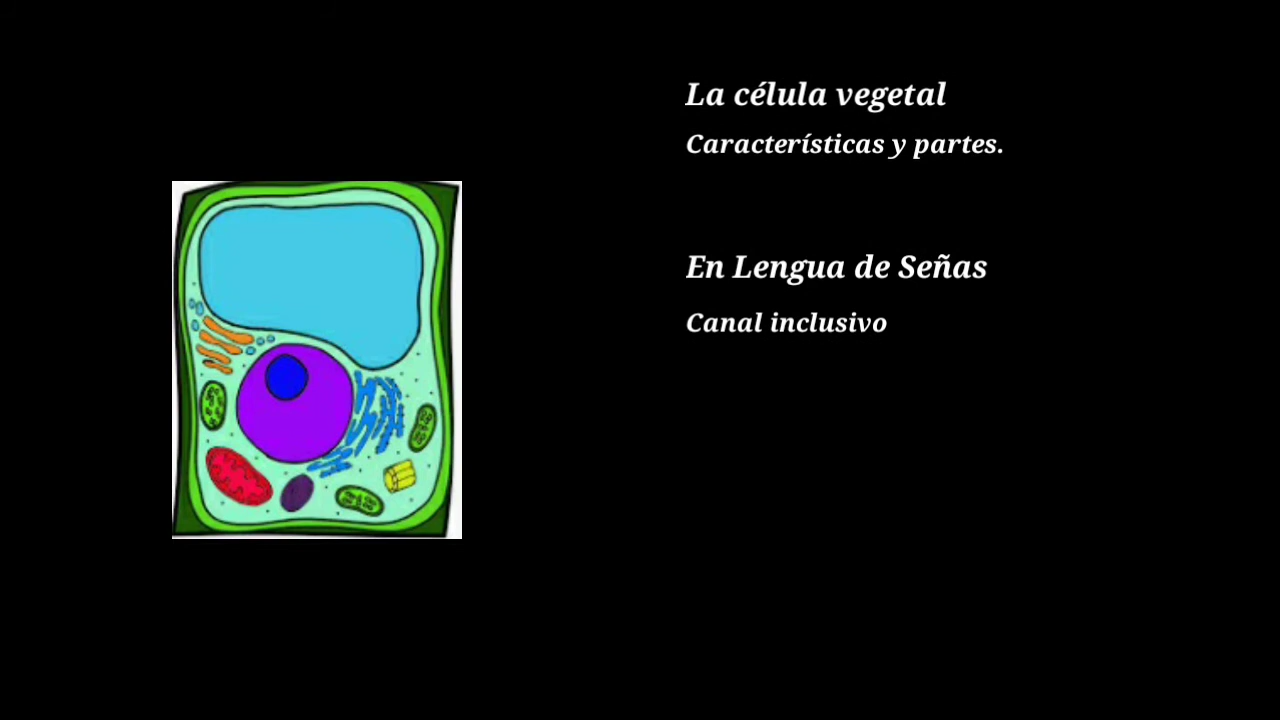 La célula vegetal
Características y partes.
En Lengua de Señas
Canal inclusivo